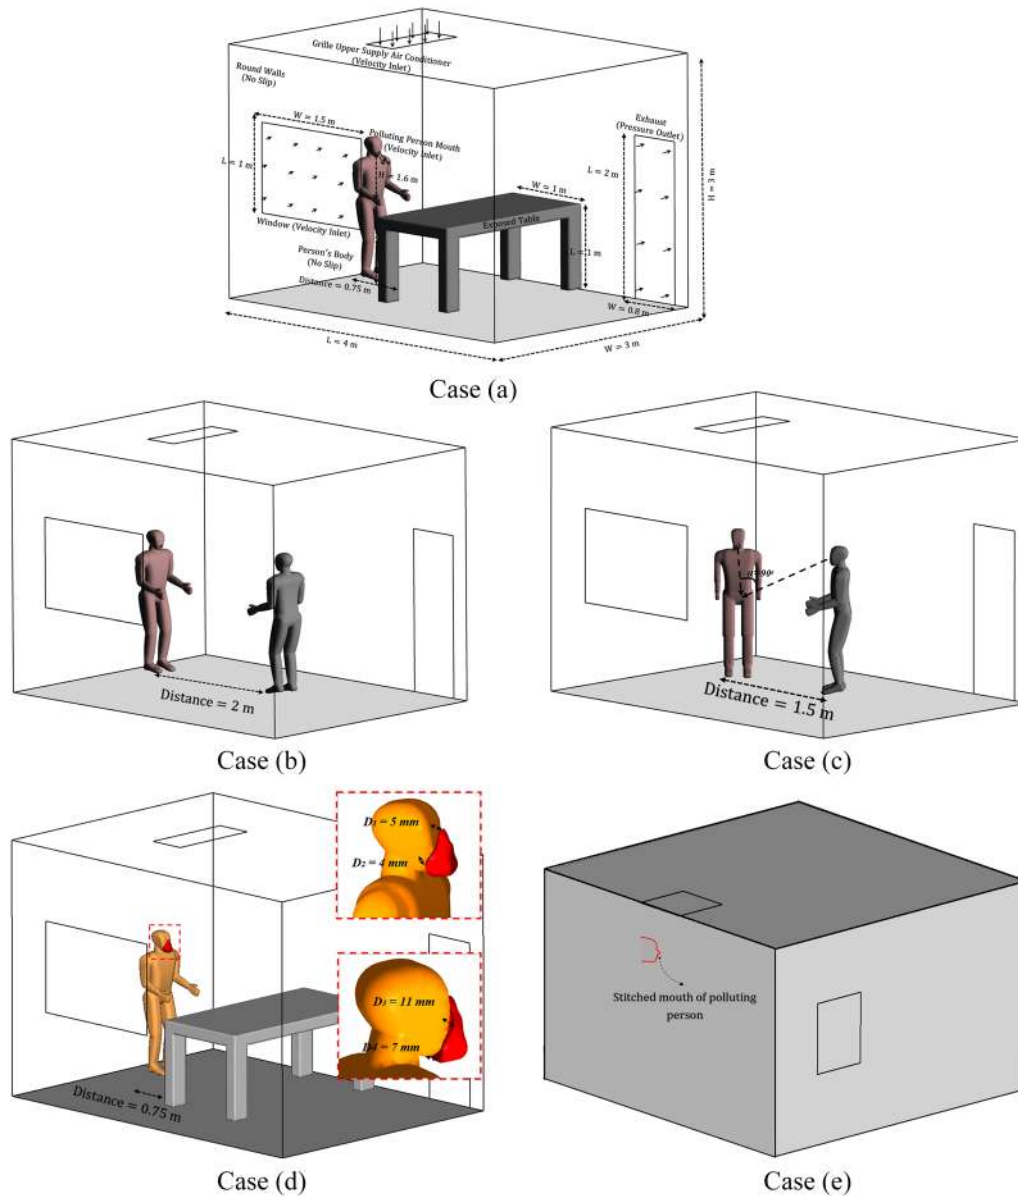 Grille Upper Supply Air Conditioner
(Velocity Inlet)
Round Walls
(No Slip)
W = 1.5 m
Polluting Person Mouth
(Velocity Inlet)
L = 1 m
H = 1.6 m
Exhaust
(Pressure Outlet)
L = 2 m
H = 3 m
W = 1 m
Exposed Table
L = 1 m
Window (Velocity Inlet)
Person's Body
(No Slip)
Distance = 0.75 m
W = 0.8 m
L = 4 m
W = 3 m
Case (a)
Distance = 2 m
Case (b)
Distance = 1.5 m
Case (c)
D₁ = 5 mm
D₂ = 4 mm
D₃ = 11 mm
D4 = 7 mm
Distance = 0.75 m
Case (d)
Stitched mouth of polluting
person
Case (e)